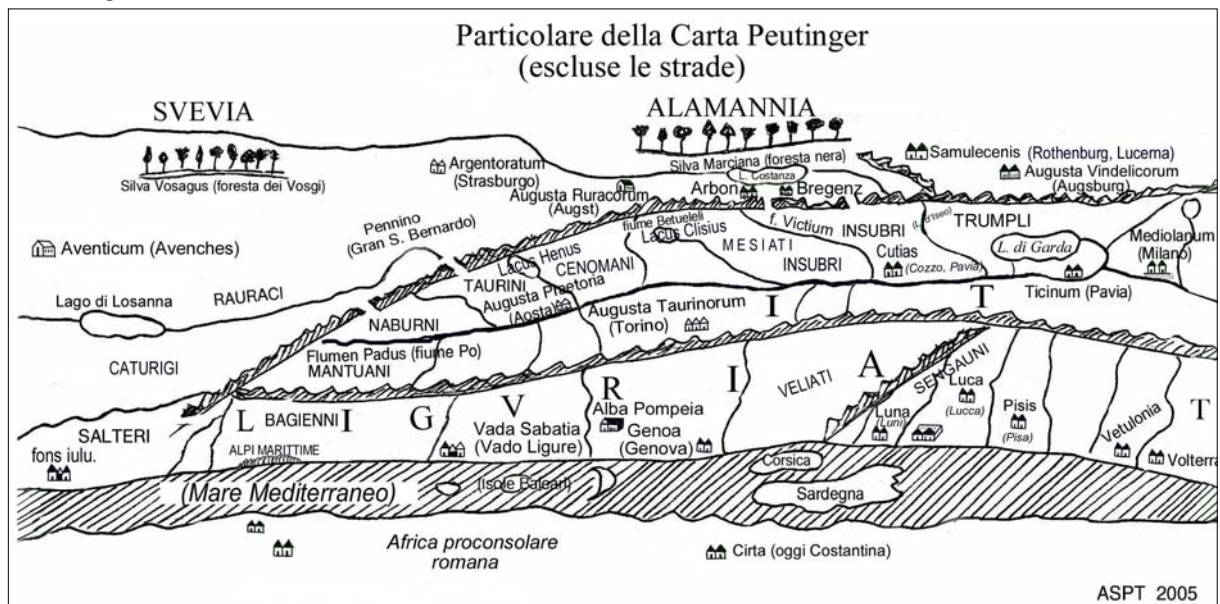 Particolare della Carta Peutinger
(escluse le strade)
SVEVIA
ALAMANNIA
Silva Vosagus (foresta dei Vosgi)
Argentoratum
(Strasburgo)
Silva Marciana (foresta nera)
L. Costanza
Samulecenis (Rothenburg, Lucerna)
Augusta Vindelicorum
(Augsburg)
Augusta Ruracorum
(Augst)
Arbon
Bregenz
Pennino
(Gran S. Bernardo)
fiume Betueleli
Lacus Clisius
f. Victium
INSUBRI
(L. d'Iseo)
TRUMPLI
Aventicum (Avenches)
Lacus Henus
CENOMANI
MESIATI
INSUBRI
Cutias
(Cozzo, Pavia)
L. di Garda
Mediolanum
(Milano)
Lago di Losanna
RAURACI
TAURINI
Augusta Praetoria
(Aosta)
Augusta Taurinorum
(Torino)
I
T
Ticinum (Pavia)
NABURNI
Flumen Padus (fiume Po)
MANTUANI
CATURIGI
SALTERI
fons iulu.
L
BAGIENNI
I
G
V
R
I
VELIATI
A
SENGAUNI
T
ALPI MARITTIME
Vada Sabatia
(Vado Ligure)
Alba Pompeia
Genoa
(Genova)
Luna
(Luni)
Luca
(Lucca)
Pisis
(Pisa)
Vetulonia
Volterra
(Mare Mediterraneo)
(Isole Baleari)
Corsica
Sardegna
Africa proconsolare
romana
Cirta (oggi Costantina)
ASPT 2005